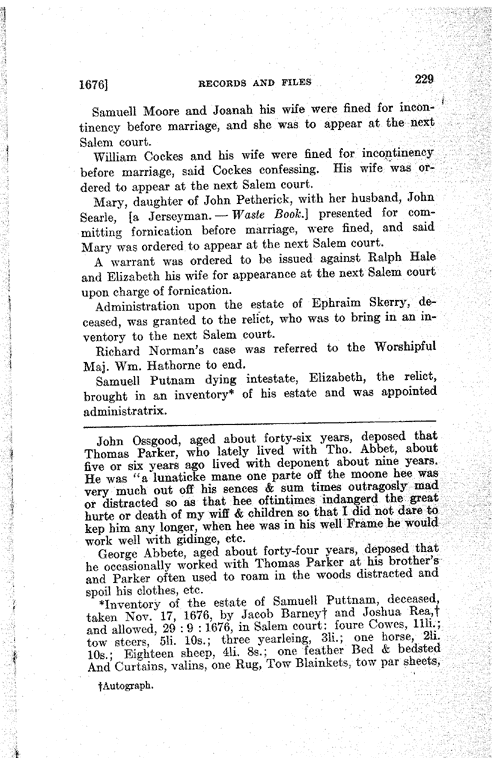 1676] RECORDS AND FILES 229
Samuell Moore and Joanah his wife were fined for incon-
tinency before marriage, and she was to appear at the next
Salem court.
William Cockes and his wife were fined for incontinency
before marriage, said Cockes confessing. His wife was or-
dered to appear at the next Salem court.
Mary, daughter of John Petherick, with her husband, John
Searle, [a Jerseyman. — Waste Book.] presented for com-
mitting fornication before marriage, were fined, and said
Mary was ordered to appear at the next Salem court.
A warrant was ordered to be issued against Ralph Hale
and Elizabeth his wife for appearance at the next Salem court
upon charge of fornication.
Administration upon the estate of Ephraim Skerry, de-
ceased, was granted to the relict, who was to bring in an in-
ventory to the next Salem court.
Richard Norman's case was referred to the Worshipful
Maj. Wm. Hathorne to end.
Samuell Putnam dying intestate, Elizabeth, the relict,
brought in an inventory* of his estate and was appointed
administratrix.
John Ossgood, aged about forty-six years, deposed that
Thomas Parker, who lately lived with Tho. Abbet, about
five or six years ago lived with deponent about nine years.
He was "a lunaticke mane one parte off the moone hee was
very much out off his sences & sum times outragosly mad
or distracted so as that hee oftintimes indangerd the great
hurte or death of my wiff & children so that I did not dare to
kep him any longer, when hee was in his well Frame he would
work well with gidinge, etc.
George Abbete, aged about forty-four years, deposed that
he occasionally worked with Thomas Parker at his brother's
and Parker often used to roam in the woods distracted and
spoil his clothes, etc.
*Inventory of the estate of Samuell Puttnam, deceased,
taken Nov. 17, 1676, by Jacob Barney† and Joshua Rea,†
and allowed, 29 : 9 : 1676, in Salem court: foure Cowes, 11li.;
tow steers, 5li. 10s.; three yearleing, 3li.; one horse, 2li.
10s.; Eighteen sheep, 4li. 8s.; one feather Bed & bedsted
And Curtains, valins, one Rug, Tow Blainkets, tow par sheets,
†Autograph.